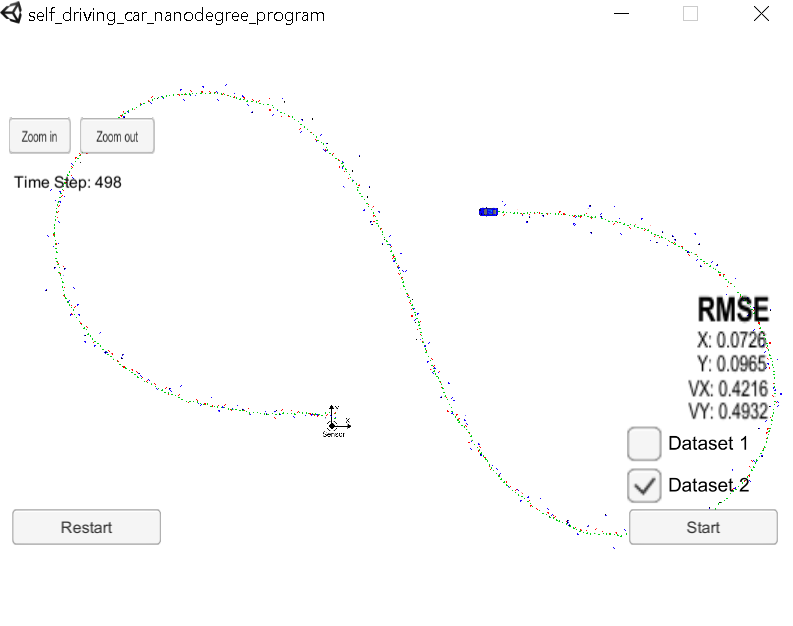 self_driving_car_nanodegree_program
Zoom in
Zoom out
Time Step: 498
RMSE
X: 0.0726
Y: 0.0965
VX: 0.4216
VY: 0.4932
Y
X
Sensor
Dataset 1
Dataset 2
Restart
Start